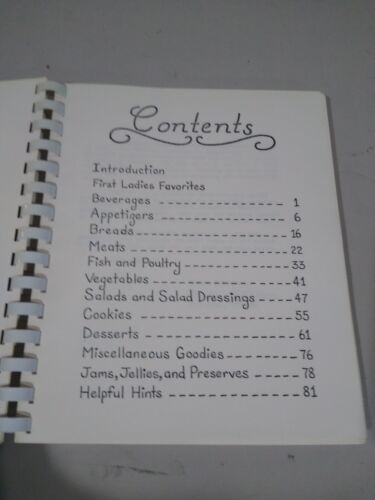 Contents
Introduction
First Ladies Favorites
Beverages ---------------- 1
Appetizers ---------------- 6
Breads-------------------- 16
Meats -------------------- 22
Fish and Poultry------------- 33
Vegetables ---------------- 41
Salads and Salad Dressings ---- 47
Cookies ------------------ 55
Desserts ------------------ 61
Miscellaneous Goodies--------- 76
Jams, Jellies, and Preserves ----- 78
Helpful Hints --------------- 81